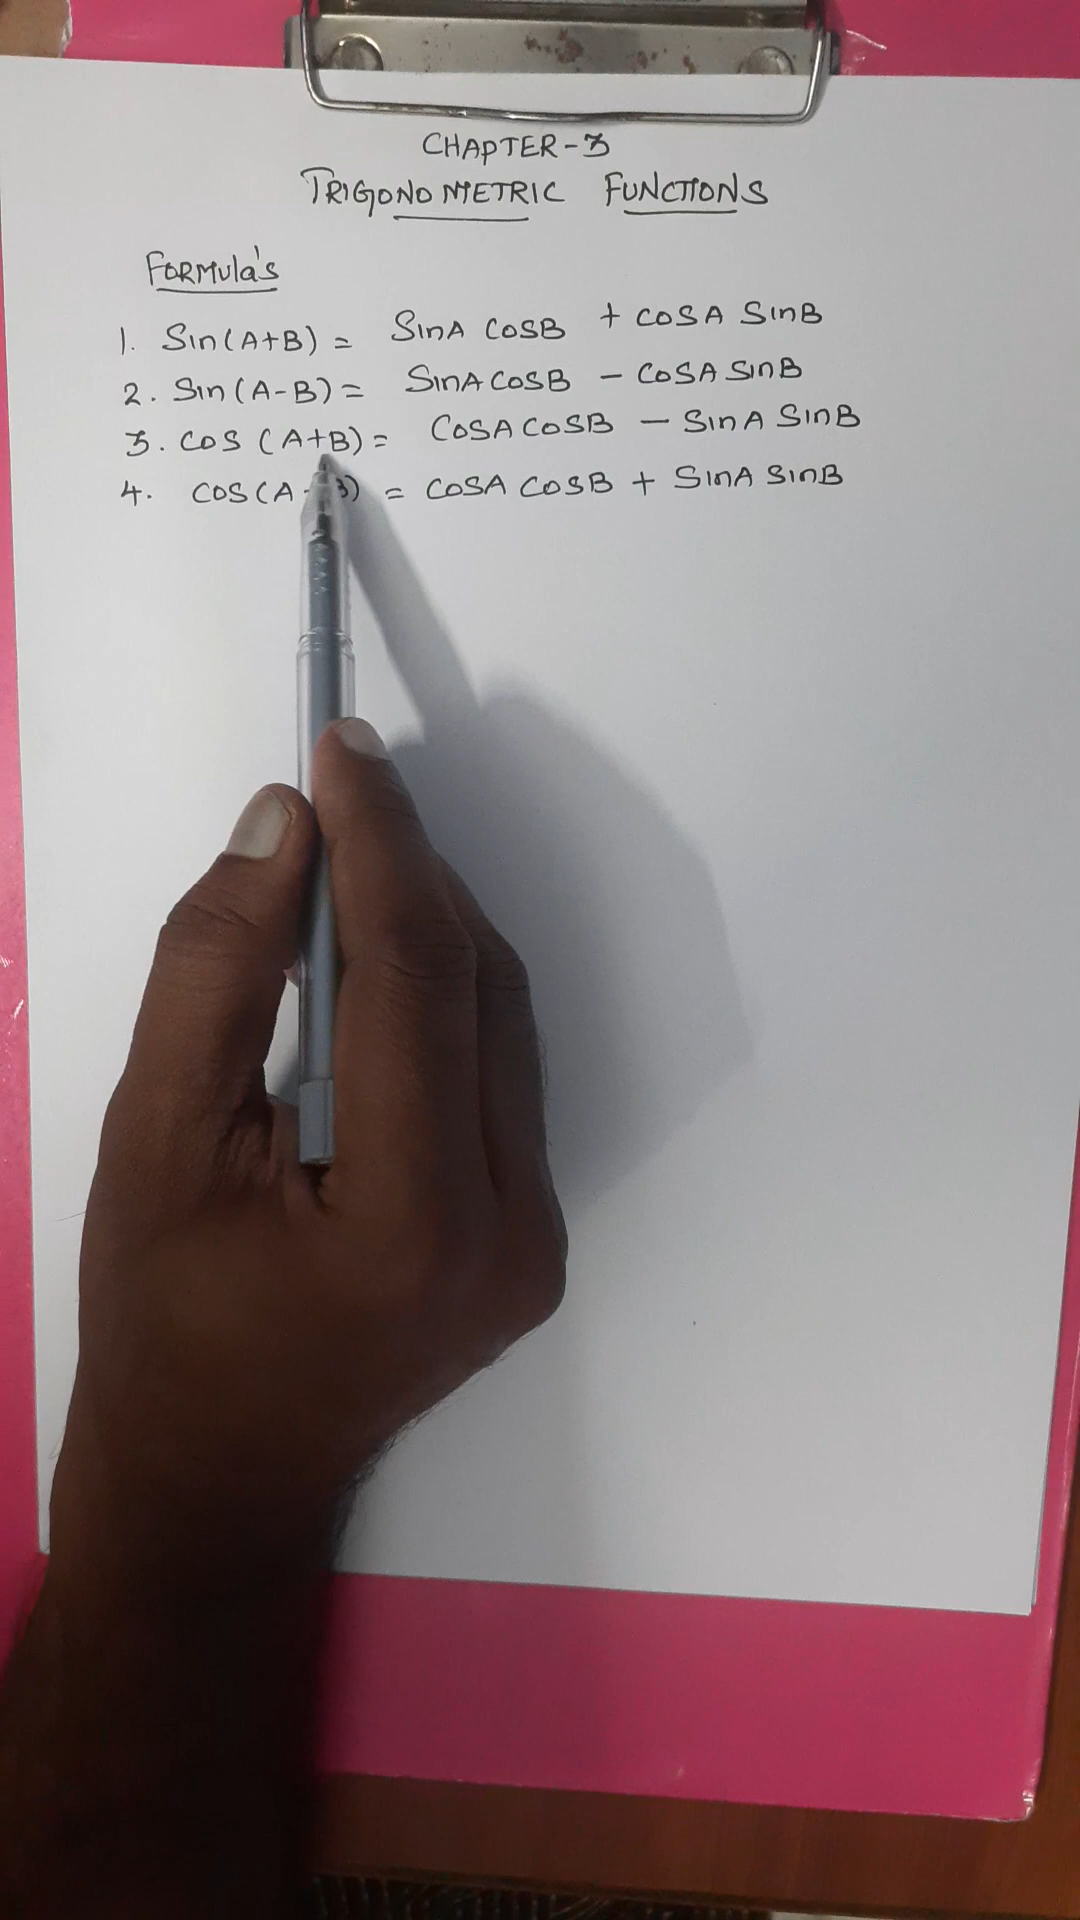 CHAPTER-3
TRIGONOMETRIC FUNCTIONS
FORMula's
1. Sin(A+B) = SinA CosB + cosA SinB
2. Sin(A-B) = SinA CosB - CosA SinB
3. cos (A+B) = CosA CosB - SinA SinB
4. cos(A-B) = CosA CosB + SinA SinB